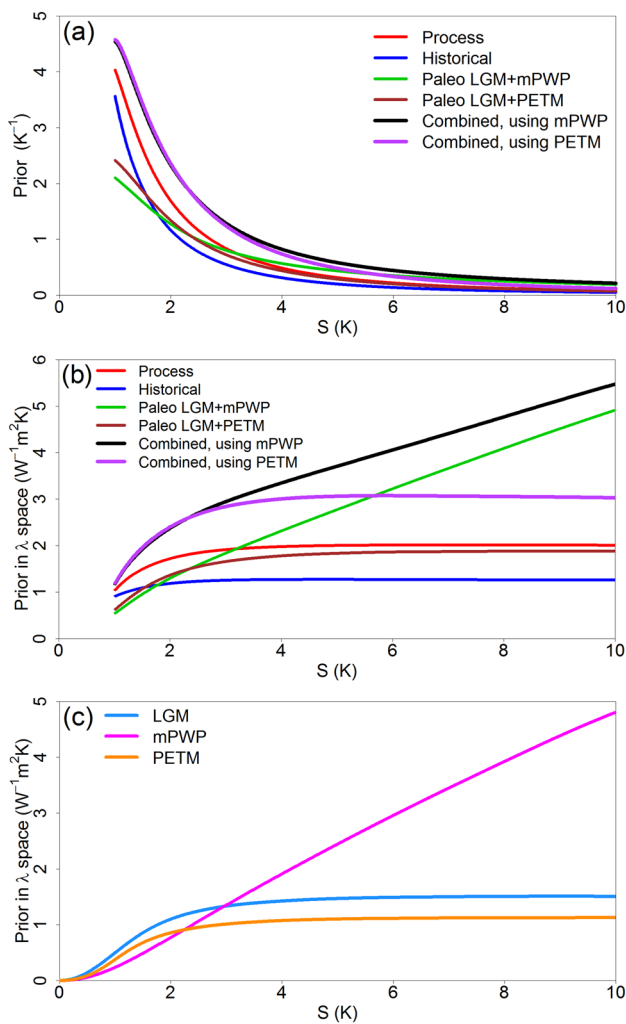 (a)
Process
Historical
Paleo LGM+mPWP
Paleo LGM+PETM
Combined, using mPWP
Combined, using PETM
Prior (K⁻¹)
5
4
3
2
1
0
0 2 4 6 8 10
S (K)
(b)
Process
Historical
Paleo LGM+mPWP
Paleo LGM+PETM
Combined, using mPWP
Combined, using PETM
Prior in λ space (W⁻¹m²K)
6
5
4
3
2
1
0
0 2 4 6 8 10
S (K)
(c)
LGM
mPWP
PETM
Prior in λ space (W⁻¹m²K)
5
4
3
2
1
0
0 2 4 6 8 10
S (K)